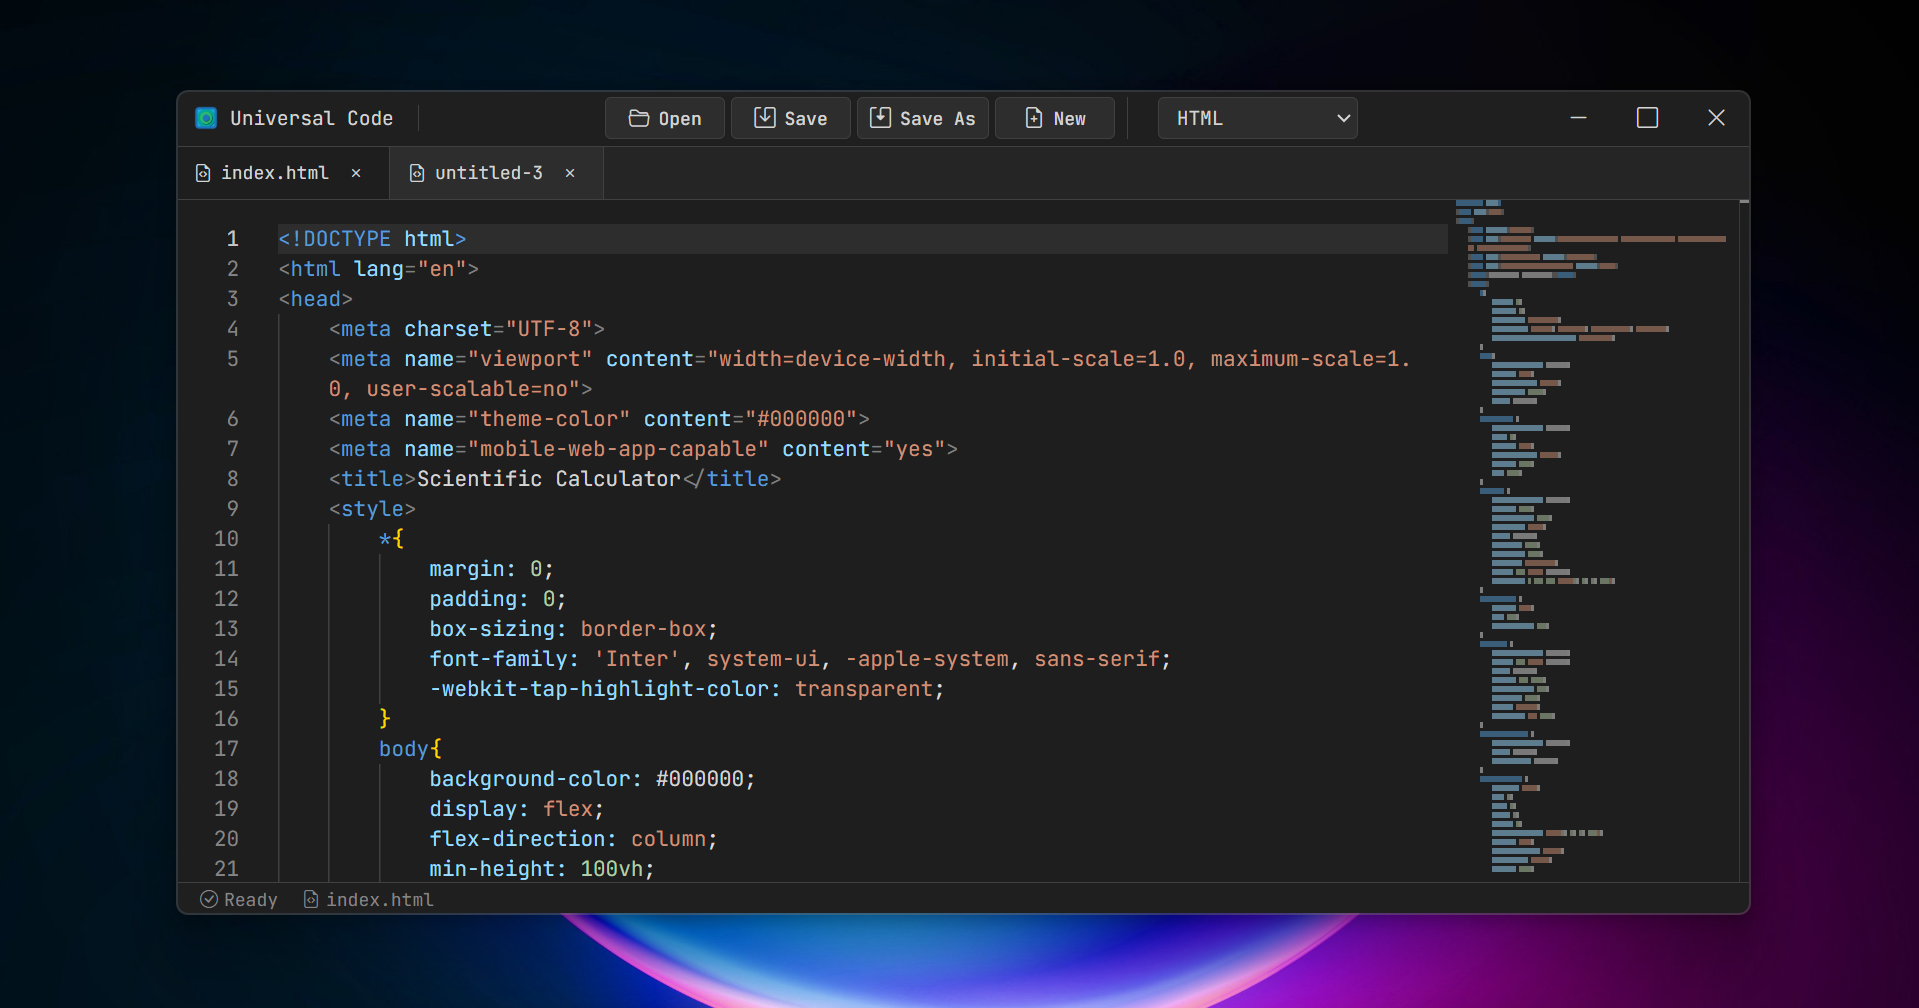 Universal Code
Open
Save
Save As
New
HTML
index.html
untitled-3
1 <!DOCTYPE html>
2 <html lang="en">
3 <head>
4 <meta charset="UTF-8">
5 <meta name="viewport" content="width=device-width, initial-scale=1.0, maximum-scale=1.
0, user-scalable=no">
6 <meta name="theme-color" content="#000000">
7 <meta name="mobile-web-app-capable" content="yes">
8 <title>Scientific Calculator</title>
9 <style>
10 *{
11 margin: 0;
12 padding: 0;
13 box-sizing: border-box;
14 font-family: 'Inter', system-ui, -apple-system, sans-serif;
15 -webkit-tap-highlight-color: transparent;
16 }
17 body{
18 background-color: #000000;
19 display: flex;
20 flex-direction: column;
21 min-height: 100vh;
Ready
index.html